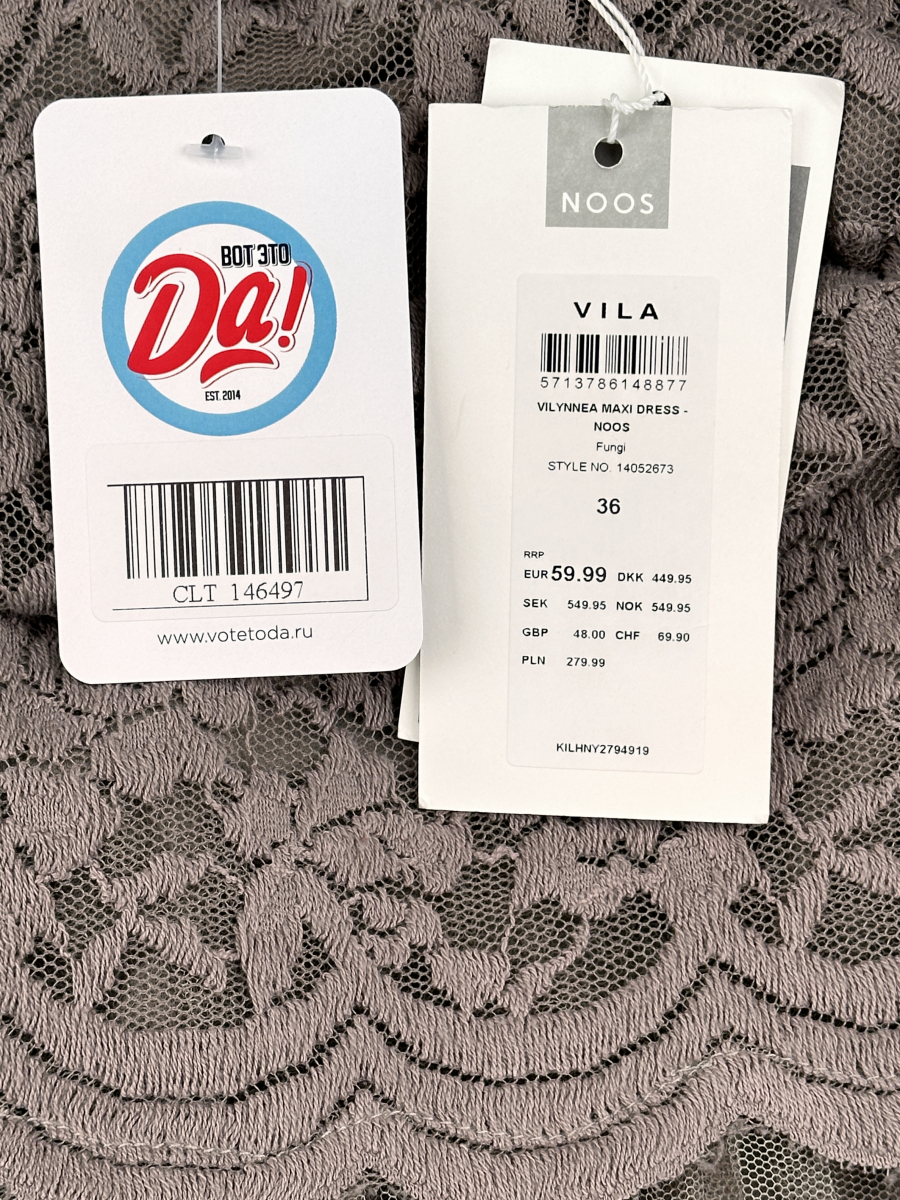 ВОТ ЭТО
Да!
EST. 2014
CLT 146497
www.votetoda.ru
NOOS
VILA
5713786148877
VILYNNEA MAXI DRESS -
NOOS
Fungi
STYLE NO. 14052673
36
RRP
EUR 59.99 DKK 449.95
SEK 549.95 NOK 549.95
GBP 48.00 CHF 69.90
PLN 279.99
KILHNY2794919